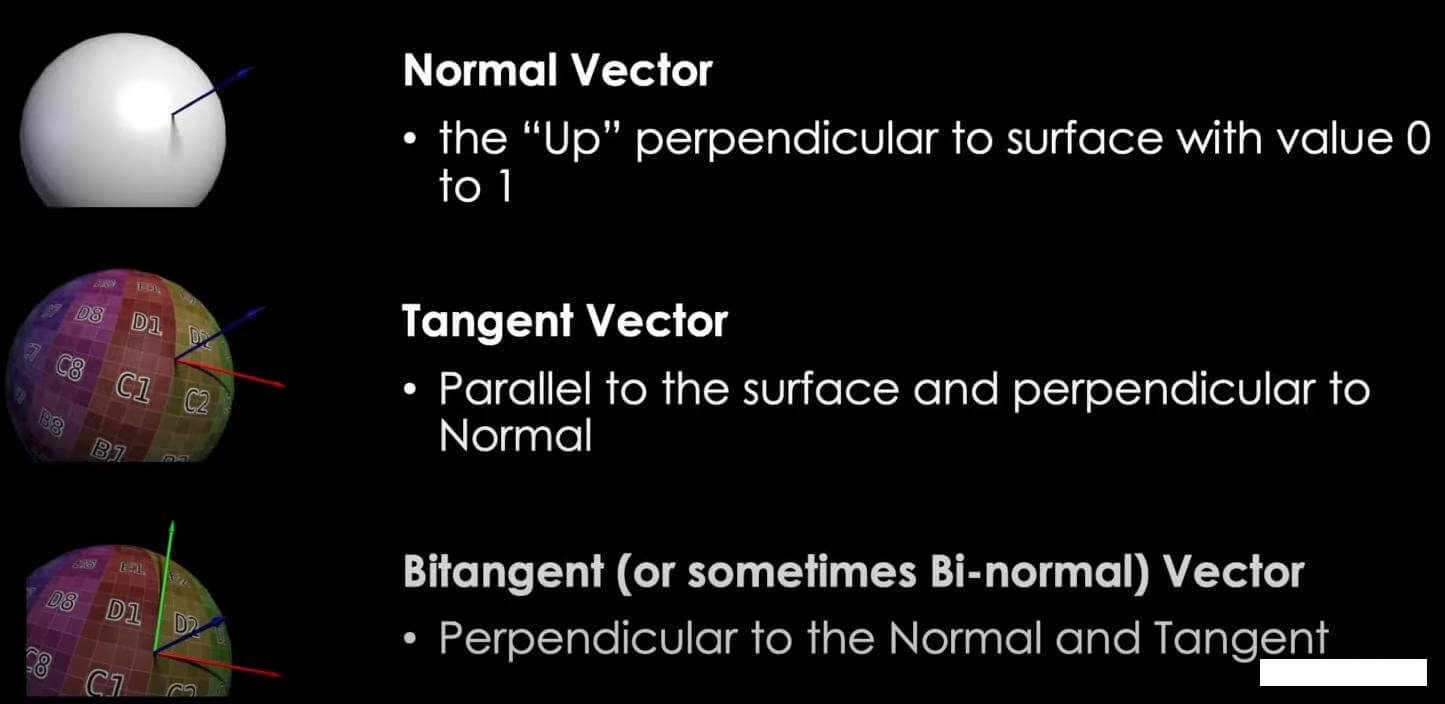 Normal Vector
• the “Up” perpendicular to surface with value 0
to 1
D8
D1
D2
C7
C8
C1
C2
B8
B1
Tangent Vector
• Parallel to the surface and perpendicular to
Normal
D8
D1
D2
C8
C1
C2
Bitangent (or sometimes Bi-normal) Vector
• Perpendicular to the Normal and Tangent